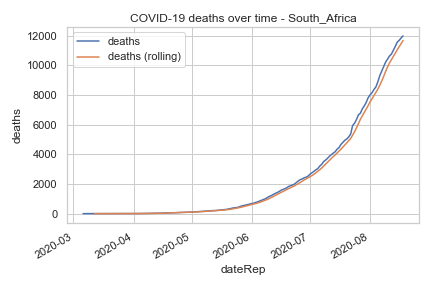 COVID-19 deaths over time - South_Africa
deaths
deaths (rolling)
12000
10000
8000
6000
4000
2000
0
deaths
2020-03
2020-04
2020-05
2020-06
2020-07
2020-08
dateRep